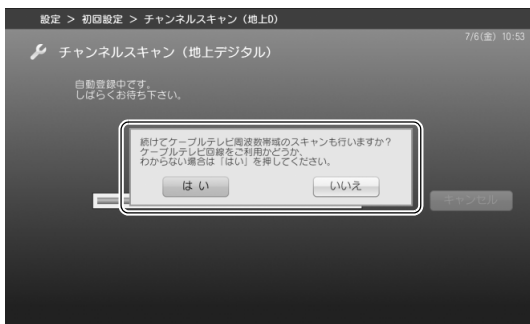 設定 > 初回設定 > チャンネルスキャン（地上D）
7/6(金) 10:53
チャンネルスキャン（地上デジタル）
自動登録中です。
しばらくお待ち下さい。
続けてケーブルテレビ周波数帯域のスキャンも行いますか？
ケーブルテレビ回線をご利用かどうか、
わからない場合は「はい」を押してください。
はい
いいえ
キャンセル